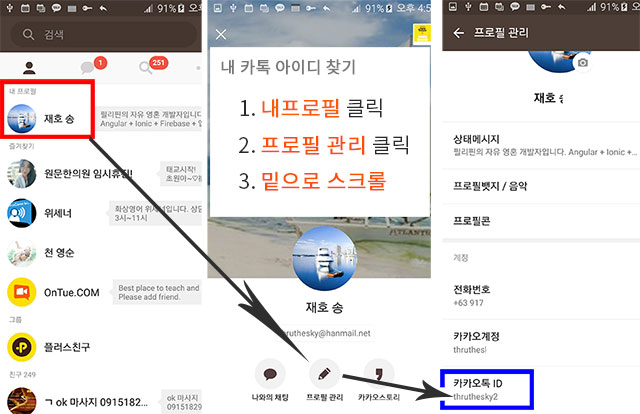 91% 오후 4
검색
1
251
내 프로필
재호 송
필리핀의 자유 영혼 개발자입니다.
Angular + Ionic + Firebase +
즐겨찾기
원문한의원 임시휴진!
태교시작!
초원아~♡
위세너
화상영어 위세너입니다. 상담
3시~11시
천 영순
OnTue.COM
Best place to teach and
Please add friend.
그룹
플러스친구
친구 249
ㄱ ok 마사지 09151829
ok 마사지
09151829
91% 오후 4:5
내 카톡 아이디 찾기
1. 내프로필 클릭
2. 프로필 관리 클릭
3. 밑으로 스크롤
ATLANTIC
재호 송
thruthesky@hanmail.net
나와의 채팅
프로필 관리
카카오스토리
91% 오후
프로필 관리
재호 송
상태메시지
필리핀의 자유 영혼 개발자입니다. Angular + Ionic +
프로필뱃지 / 음악
프로필콘
계정
전화번호
+63 917
카카오계정
thruthesl
카카오톡 ID
thruthesky2